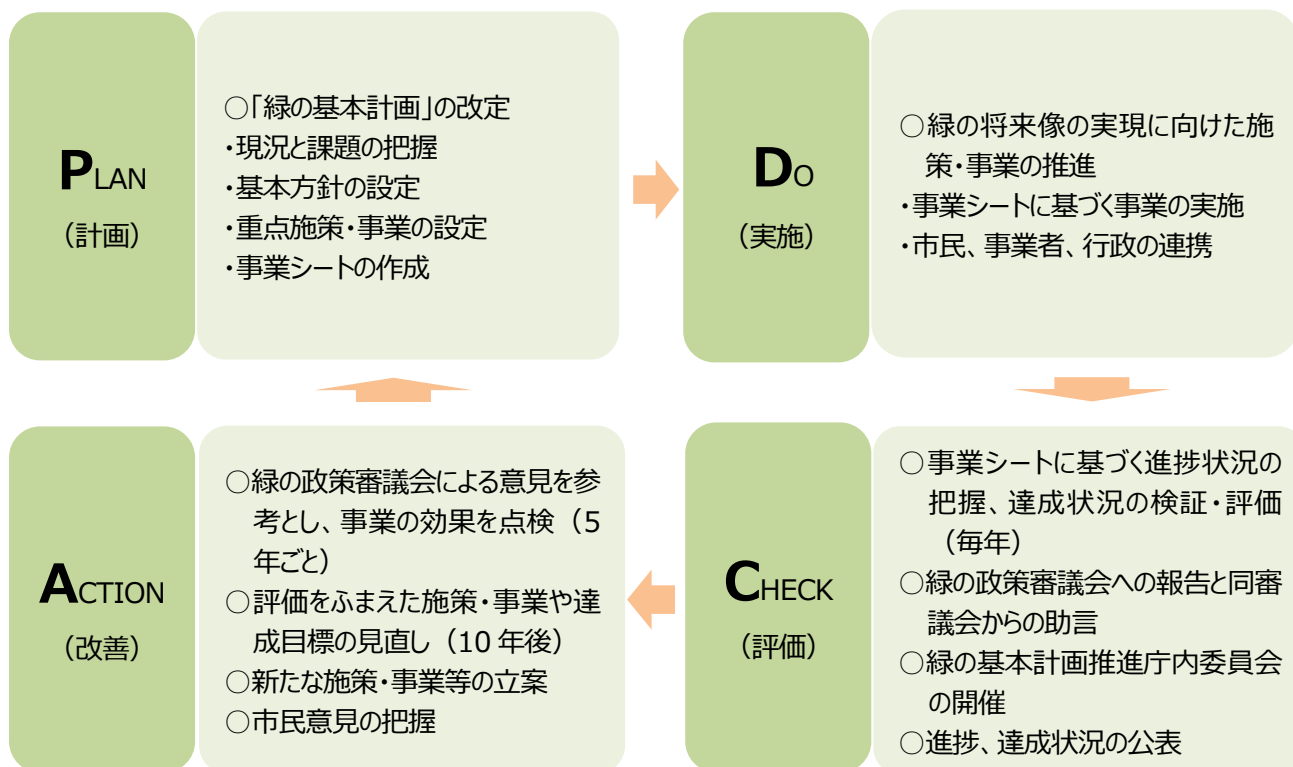 PLAN
（計画）
○「緑の基本計画」の改定
・現況と課題の把握
・基本方針の設定
・重点施策・事業の設定
・事業シートの作成
DO
（実施）
○緑の将来像の実現に向けた施
策・事業の推進
・事業シートに基づく事業の実施
・市民、事業者、行政の連携
CHECK
（評価）
○事業シートに基づく進捗状況の
把握、達成状況の検証・評価
（毎年）
○緑の政策審議会への報告と同審
議会からの助言
○緑の基本計画推進庁内委員会
の開催
○進捗、達成状況の公表
ACTION
（改善）
○緑の政策審議会による意見を参
考とし、事業の効果を点検（5
年ごと）
○評価をふまえた施策・事業や達
成目標の見直し（10 年後）
○新たな施策・事業等の立案
○市民意見の把握